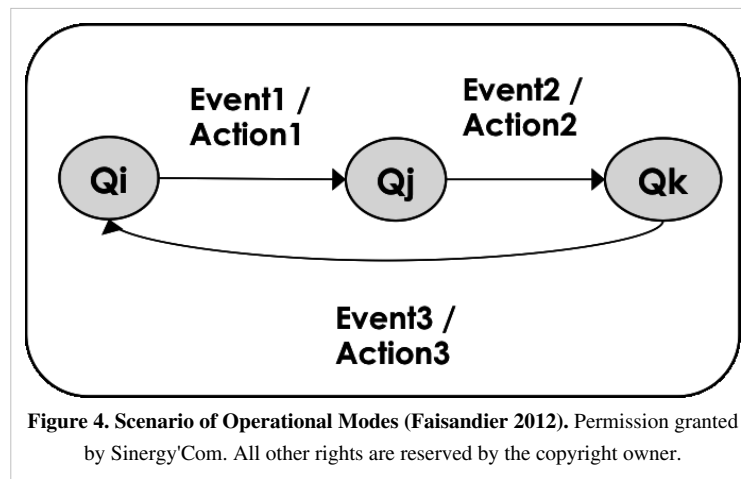 Event1 /
Action1
Event2 /
Action2
Qi
Qj
Qk
Event3 /
Action3
Figure 4. Scenario of Operational Modes (Faisandier 2012). Permission granted
by Sinergy'Com. All other rights are reserved by the copyright owner.